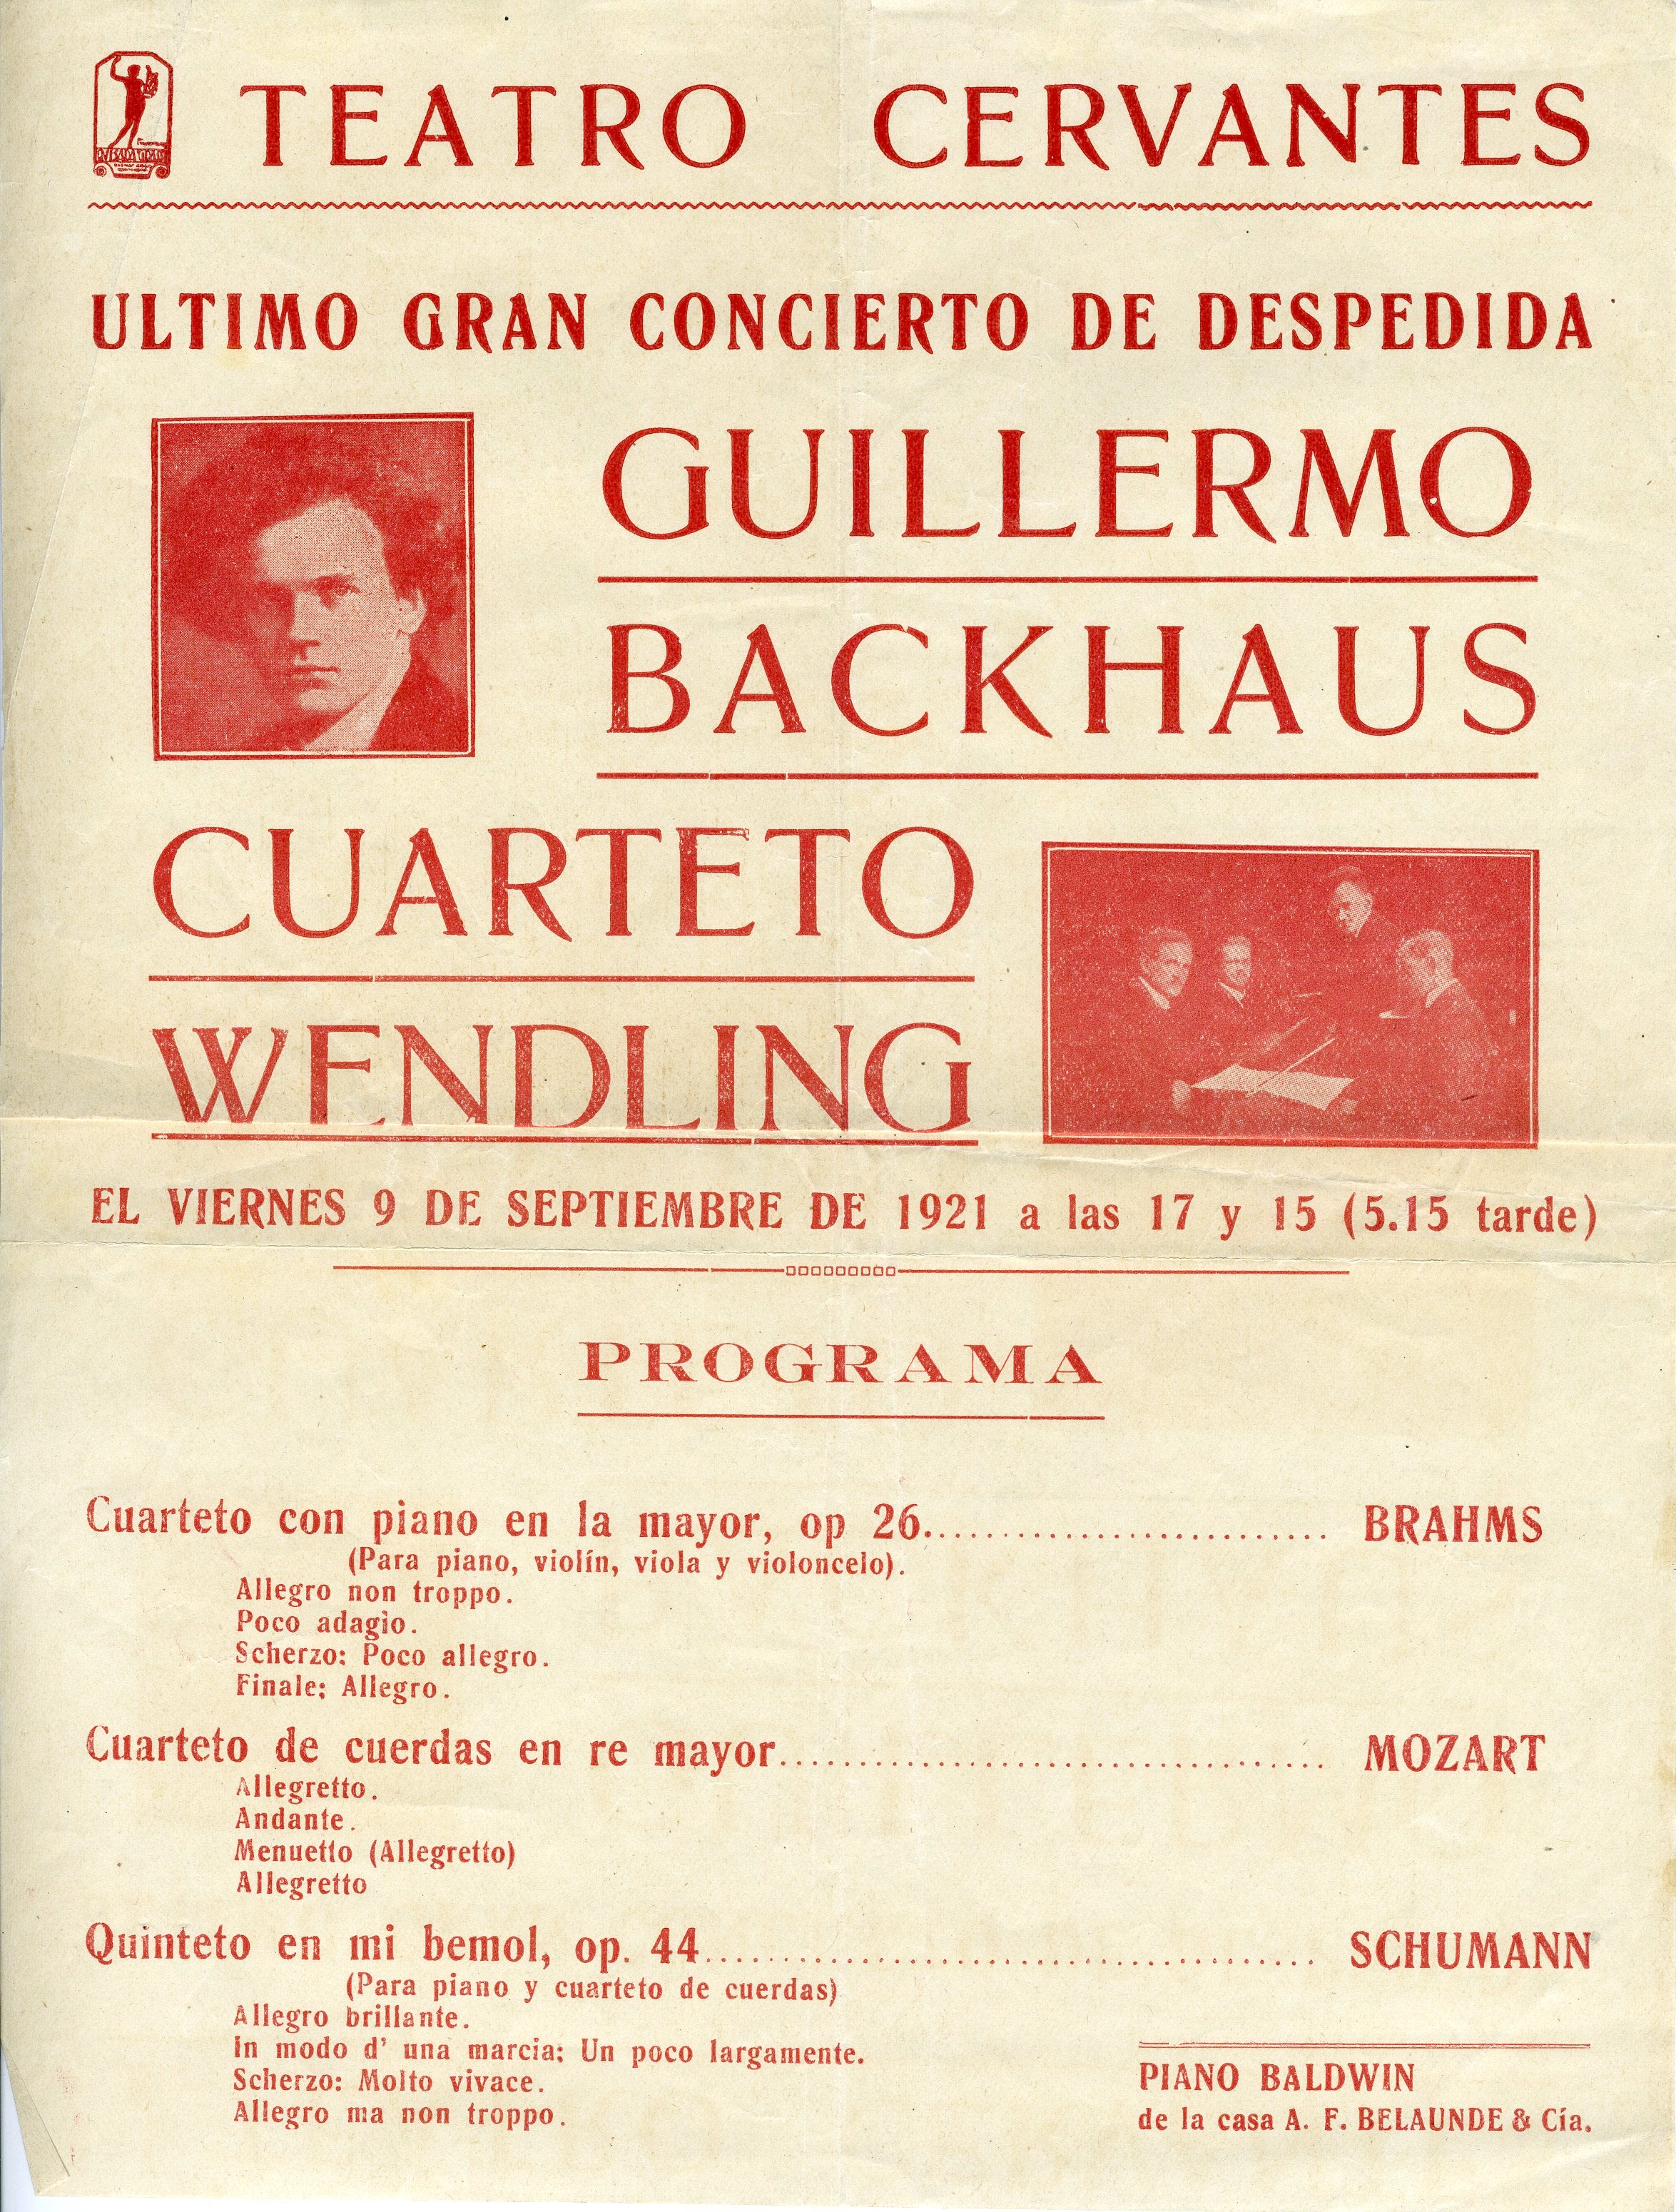 TEATRO CERVANTES
ULTIMO GRAN CONCIERTO DE DESPEDIDA
GUILLERMO
BACKHAUS
CUARTETO
WENDLING
EL VIERNES 9 DE SEPTIEMBRE DE 1921 a las 17 y 15 (5.15 tarde)
PROGRAMA
Cuarteto con piano en la mayor, op 26........................... BRAHMS
(Para piano, violín, viola y violoncelo).
Allegro non troppo.
Poco adagio.
Scherzo: Poco allegro.
Finale; Allegro.
Cuarteto de cuerdas en re mayor.................................... MOZART
Allegretto.
Andante.
Menuetto (Allegretto)
Allegretto
Quinteto en mi bemol, op. 44......................................... SCHUMANN
(Para piano y cuarteto de cuerdas)
Allegro brillante.
In modo d' una marcia; Un poco largamente.
Scherzo: Molto vivace.
Allegro ma non troppo.
PIANO BALDWIN
de la casa A. F. BELAUNDE & Cía.